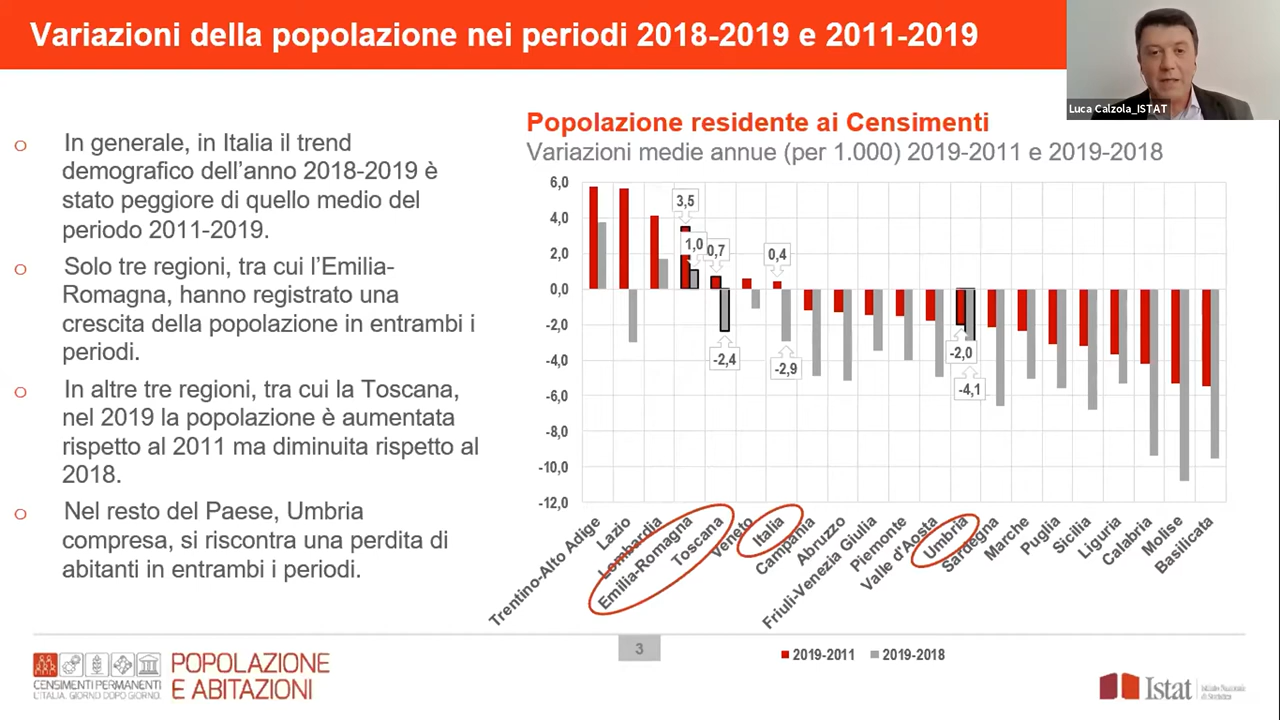 Variazioni della popolazione nei periodi 2018-2019 e 2011-2019
Luca Calzola_ISTAT
o In generale, in Italia il trend
demografico dell'anno 2018-2019 è
stato peggiore di quello medio del
periodo 2011-2019.
o Solo tre regioni, tra cui l'Emilia-
Romagna, hanno registrato una
crescita della popolazione in entrambi i
periodi.
o In altre tre regioni, tra cui la Toscana,
nel 2019 la popolazione è aumentata
rispetto al 2011 ma diminuita rispetto al
2018.
o Nel resto del Paese, Umbria
compresa, si riscontra una perdita di
abitanti in entrambi i periodi.
Popolazione residente ai Censimenti
Variazioni medie annue (per 1.000) 2019-2011 e 2019-2018
6,0
4,0
2,0
0,0
-2,0
-4,0
-6,0
-8,0
-10,0
-12,0
3,5
1,0
0,7
0,4
-2,4
-2,9
-2,0
-4,1
Trentino-Alto Adige
Lazio
Lombardia
Emilia-Romagna
Toscana
Veneto
Italia
Campania
Abruzzo
Friuli-Venezia Giulia
Piemonte
Valle d'Aosta
Umbria
Sardegna
Marche
Puglia
Sicilia
Liguria
Calabria
Molise
Basilicata
2019-2011
2019-2018
3
CENSIMENTI PERMANENTI
L'ITALIA. GIORNO DOPO GIORNO.
POPOLAZIONE
E ABITAZIONI
Istat
Istituto Nazionale
di Statistica